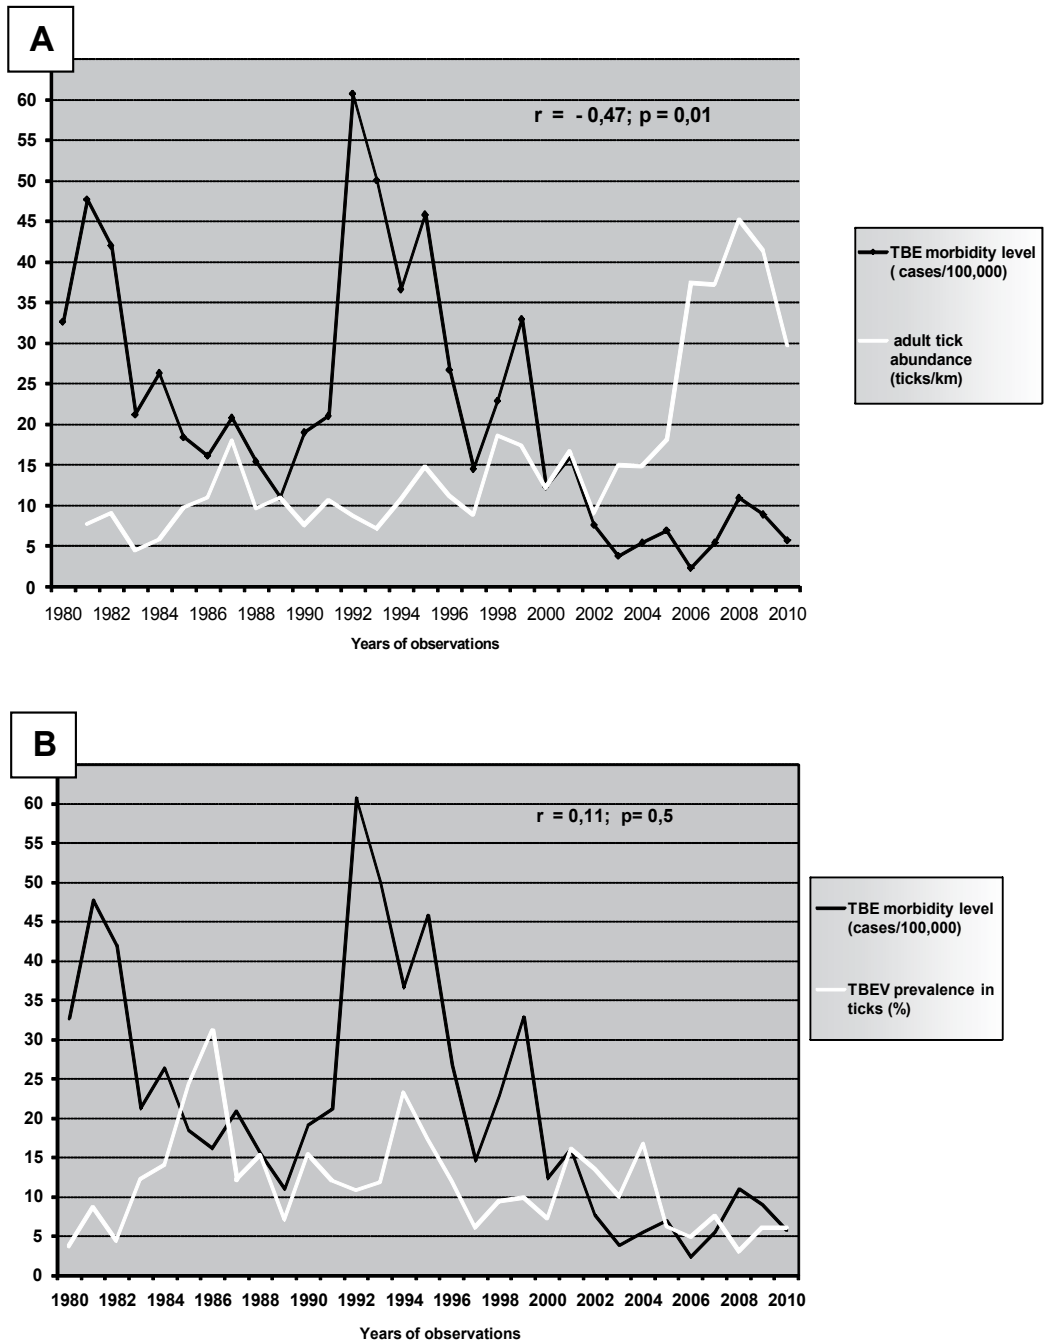 A
r = - 0,47; p = 0,01
60
55
50
45
40
35
30
25
20
15
10
5
0
1980 1982 1984 1986 1988 1990 1992 1994 1996 1998 2000 2002 2004 2006 2008 2010
Years of observations
TBE morbidity level
( cases/100,000)
adult tick
abundance
(ticks/km)
B
r = 0,11; p= 0,5
60
55
50
45
40
35
30
25
20
15
10
5
0
1980 1982 1984 1986 1988 1990 1992 1994 1996 1998 2000 2002 2004 2006 2008 2010
Years of observations
TBE morbidity level
(cases/100,000)
TBEV prevalence in
ticks (%)